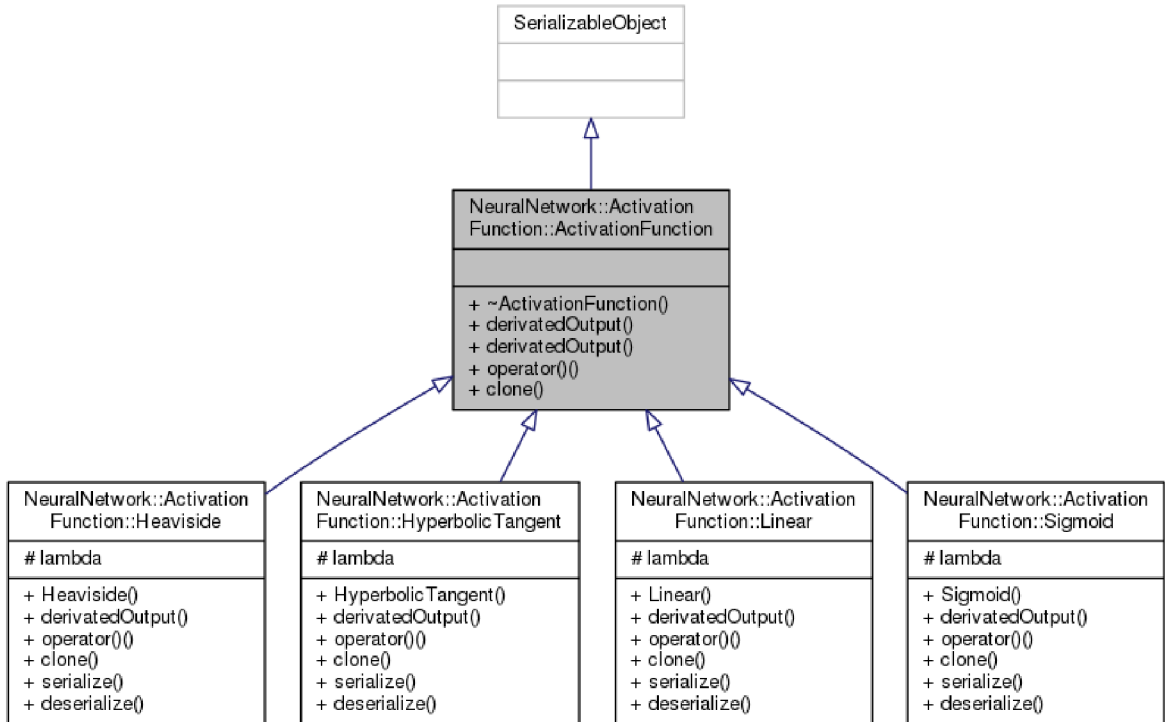 SerializableObject
NeuralNetwork::Activation
Function::ActivationFunction
+ ~ActivationFunction()
+ derivatedOutput()
+ derivatedOutput()
+ operator()()
+ clone()
NeuralNetwork::Activation
Function::Heaviside
# lambda
+ Heaviside()
+ derivatedOutput()
+ operator()()
+ clone()
+ serialize()
+ deserialize()
NeuralNetwork::Activation
Function::HyperbolicTangent
# lambda
+ HyperbolicTangent()
+ derivatedOutput()
+ operator()()
+ clone()
+ serialize()
+ deserialize()
NeuralNetwork::Activation
Function::Linear
# lambda
+ Linear()
+ derivatedOutput()
+ operator()()
+ clone()
+ serialize()
+ deserialize()
NeuralNetwork::Activation
Function::Sigmoid
# lambda
+ Sigmoid()
+ derivatedOutput()
+ operator()()
+ clone()
+ serialize()
+ deserialize()